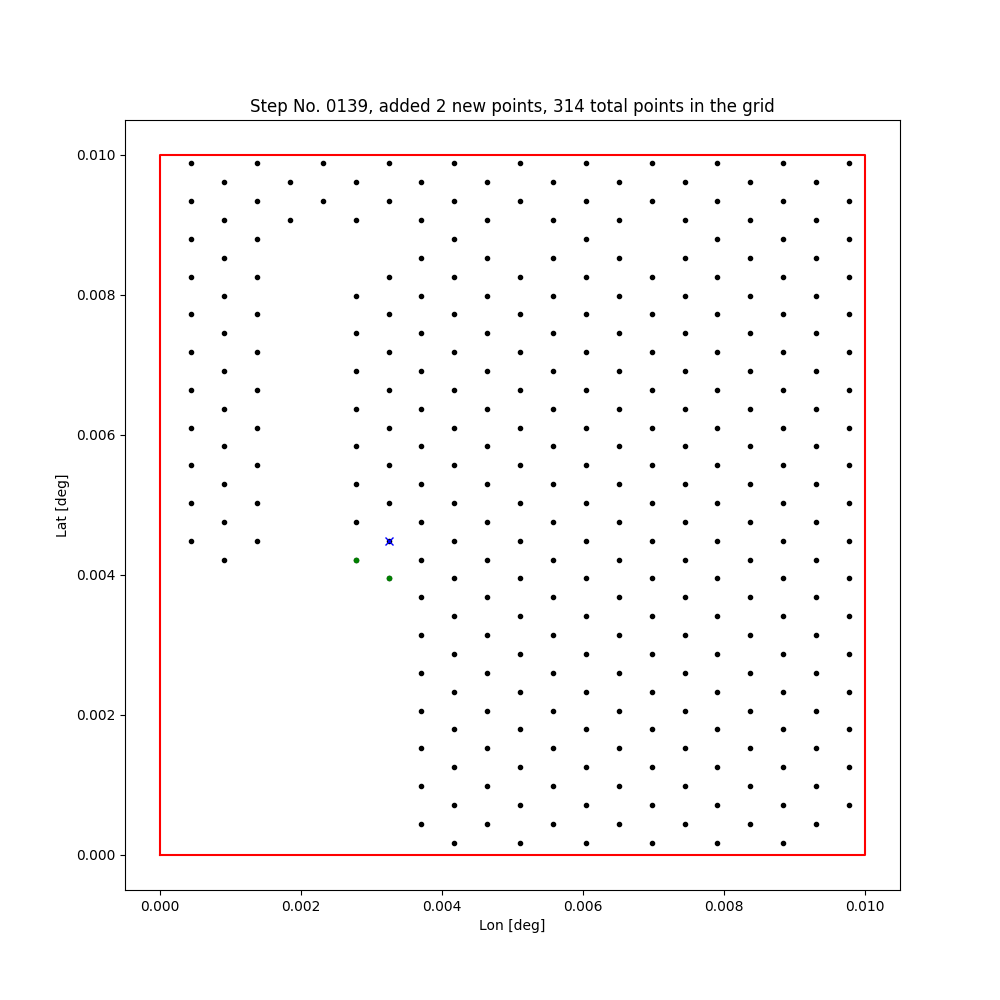 Step No. 0139, added 2 new points, 314 total points in the grid
0.010
0.008
0.006
0.004
0.002
0.000
Lat [deg]
0.000 0.002 0.004 0.006 0.008 0.010
Lon [deg]